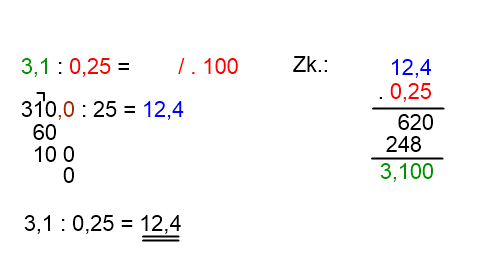 3,1 : 0,25 = / . 100
310,0 : 25 = 12,4
60
10 0
0
3,1 : 0,25 = 12,4
Zk.:
12,4
. 0,25
620
248
3,100